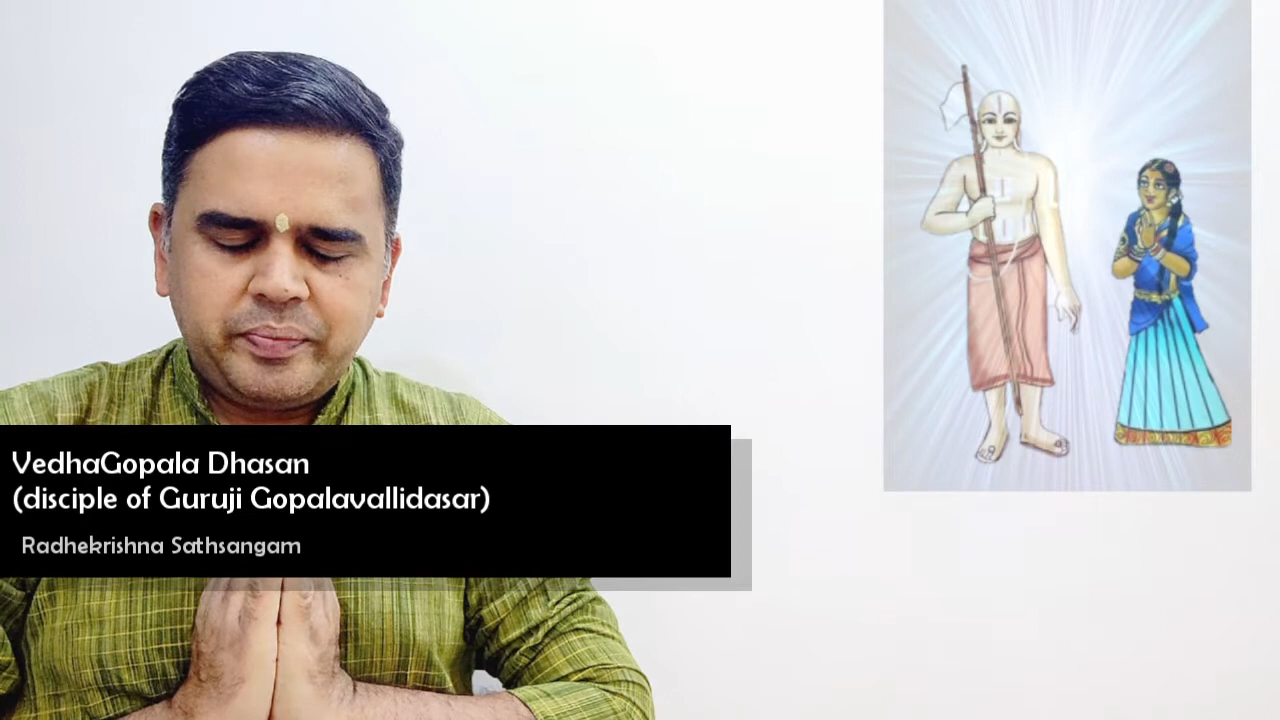 VedhaGopala Dhasan
(disciple of Guruji Gopalavallidasar)
Radhekrishna Sathsangam